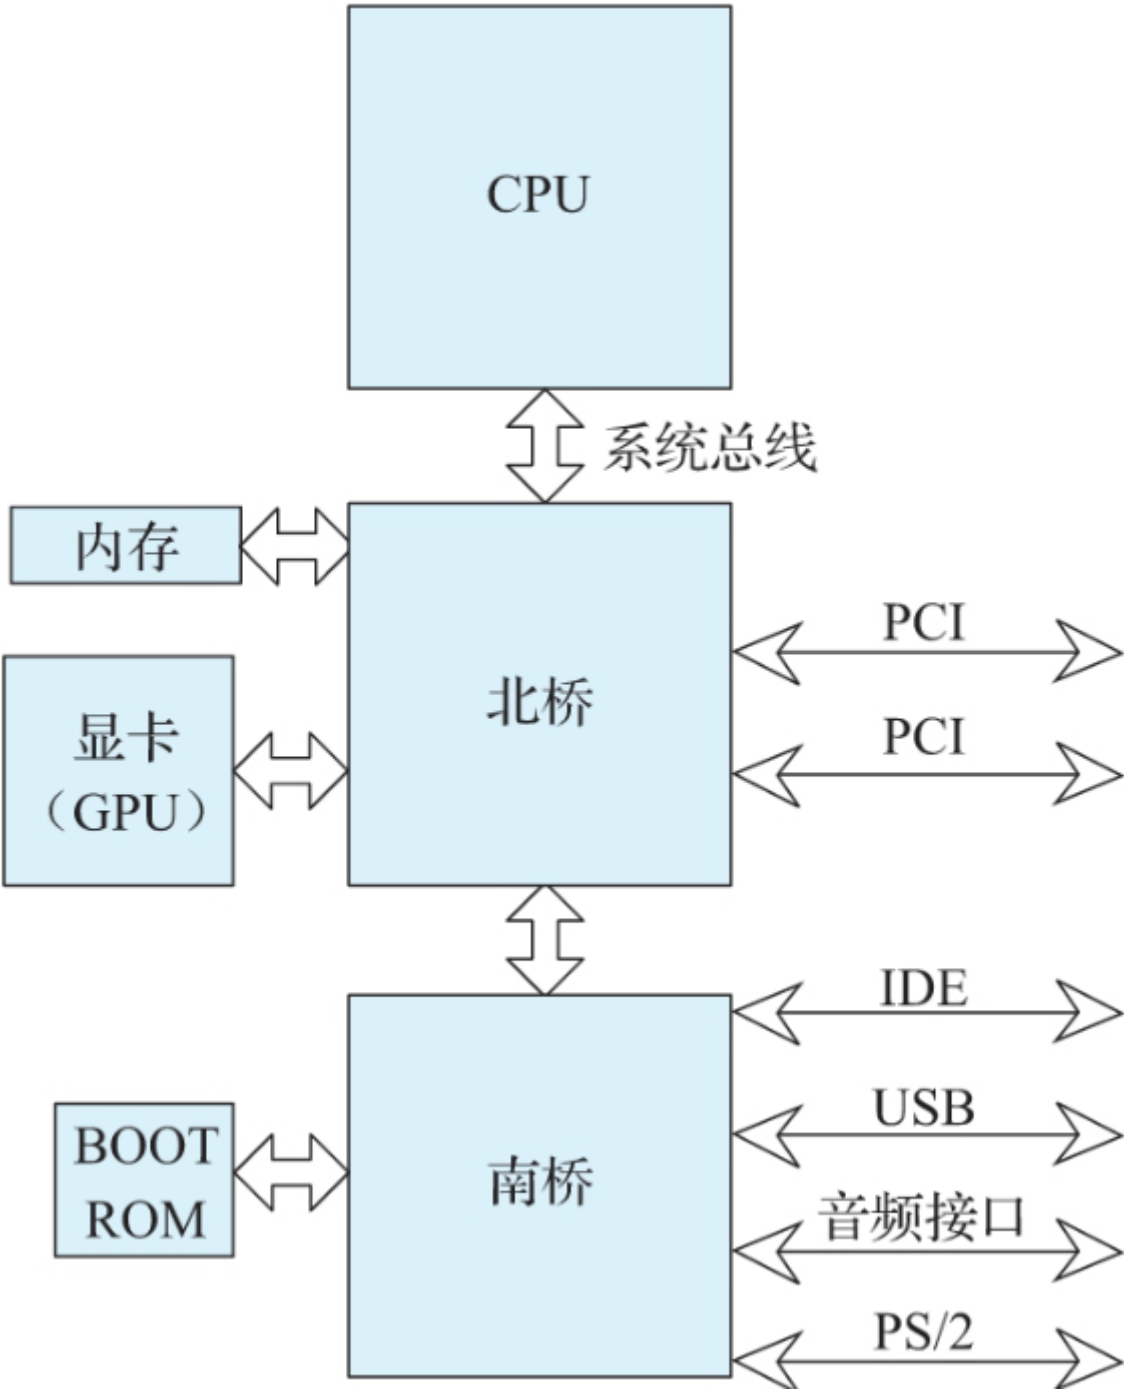 CPU
系统总线
内存
PCI
北桥
显卡
（GPU）
PCI
IDE
USB
BOOT
ROM
南桥
音频接口
PS/2